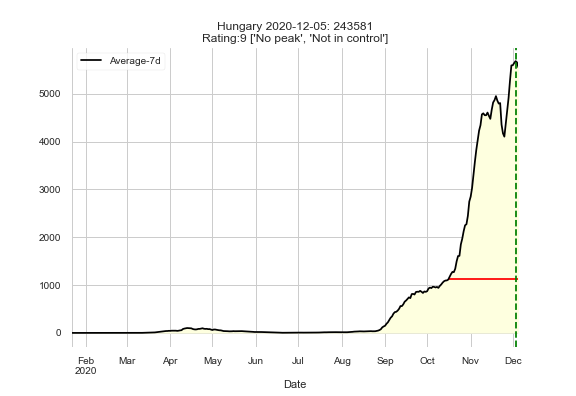 Hungary 2020-12-05: 243581
Rating:9 ['No peak', 'Not in control']
Average-7d
5000
4000
3000
2000
1000
0
Feb Mar Apr May Jun Jul Aug Sep Oct Nov Dec
2020
Date